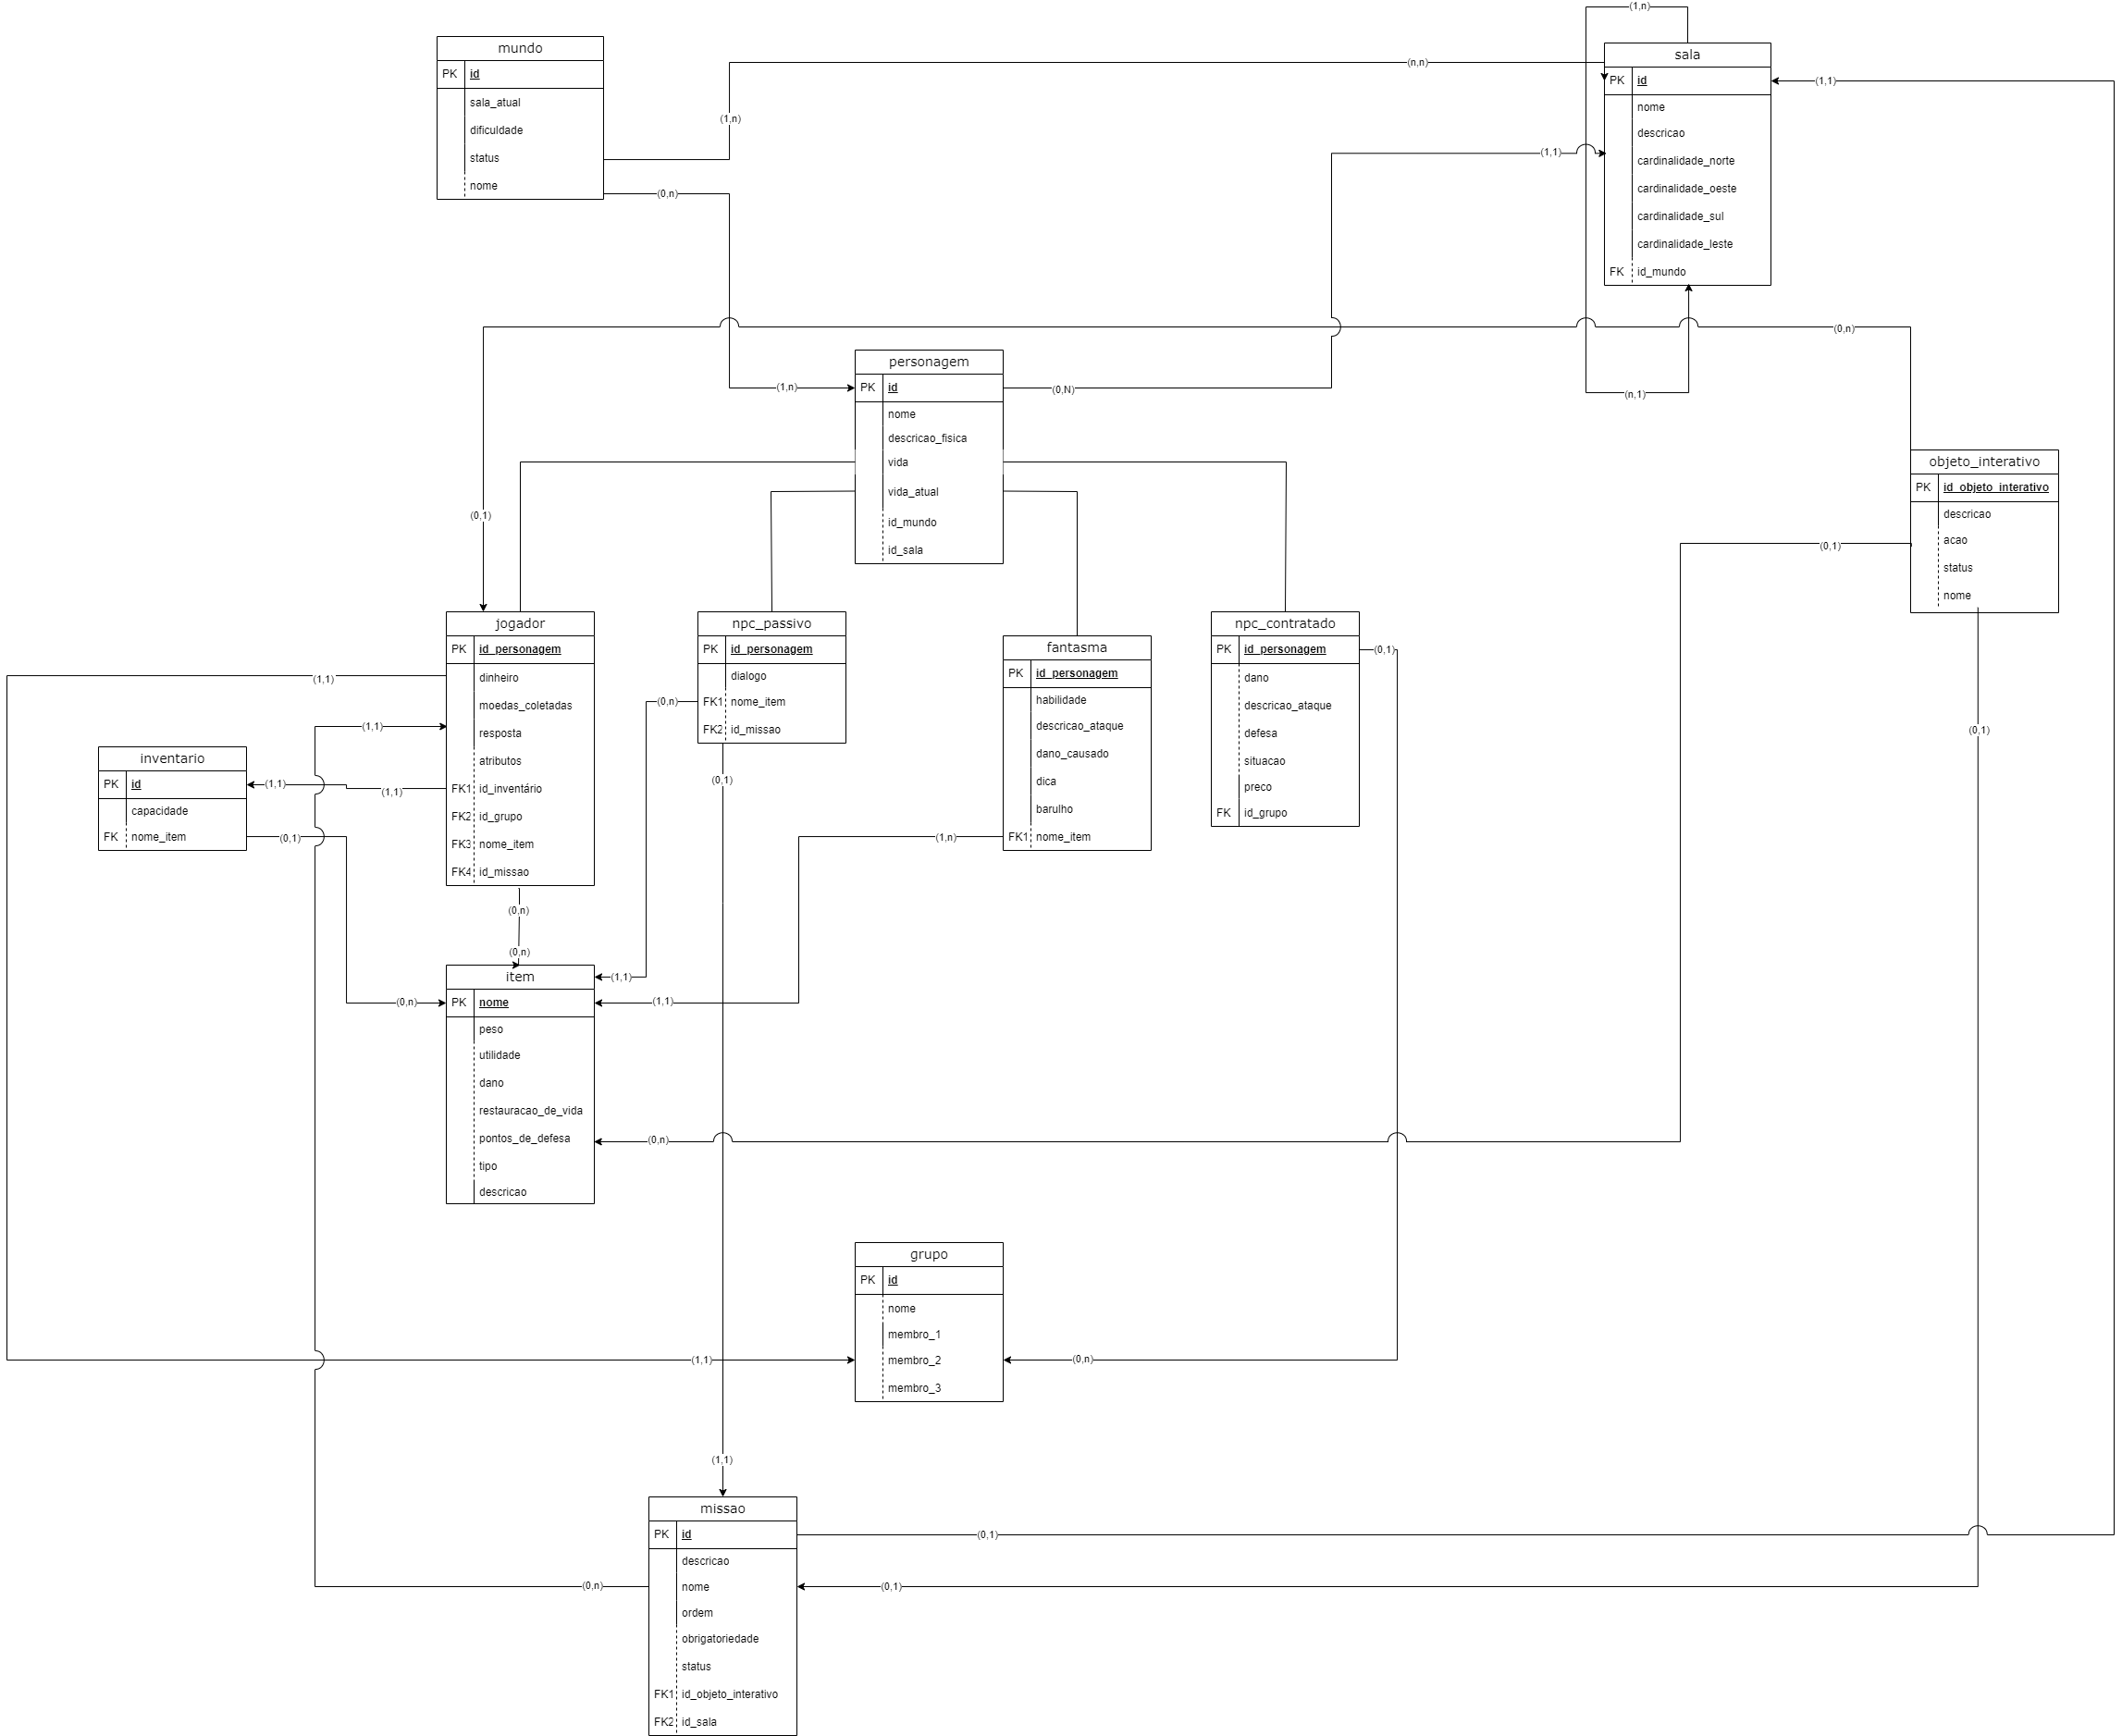 (1,n)
mundo
PK id
sala_atual
dificuldade
status
nome
sala
PK id
nome
descricao
cardinalidade_norte
cardinalidade_oeste
cardinalidade_sul
cardinalidade_leste
FK id_mundo
(n,n)
(1,1)
(1,n)
(1,1)
(0,n)
(0,n)
(1,n)
(0,N)
(n,1)
personagem
PK id
nome
descricao_fisica
vida
vida_atual
id_mundo
id_sala
objeto_interativo
PK id_objeto_interativo
descricao
acao
status
nome
(0,1)
(0,1)
jogador
PK id_personagem
dinheiro
moedas_coletadas
resposta
atributos
FK1 id_inventário
FK2 id_grupo
FK3 nome_item
FK4 id_missao
npc_passivo
PK id_personagem
dialogo
FK1 nome_item
FK2 id_missao
fantasma
PK id_personagem
habilidade
descricao_ataque
dano_causado
dica
barulho
FK1 nome_item
npc_contratado
PK id_personagem
dano
descricao_ataque
defesa
situacao
preco
FK id_grupo
(0,1)
(1,1)
(0,n)
(1,1)
(0,1)
inventario
PK id
capacidade
FK nome_item
(1,1)
(1,1)
(0,1)
(0,1)
(1,n)
(0,n)
(0,n)
(1,1)
(0,n)
(1,1)
item
PK nome
peso
utilidade
dano
restauracao_de_vida
pontos_de_defesa
tipo
descricao
(0,n)
grupo
PK id
nome
membro_1
membro_2
membro_3
(1,1)
(0,n)
(1,1)
missao
PK id
descricao
nome
ordem
obrigatoriedade
status
FK1 id_objeto_interativo
FK2 id_sala
(0,1)
(0,n)
(0,1)